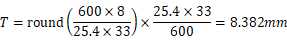 T = round(600 × 8 / 25.4 × 33) × 25.4 × 33 / 600 = 8.382mm